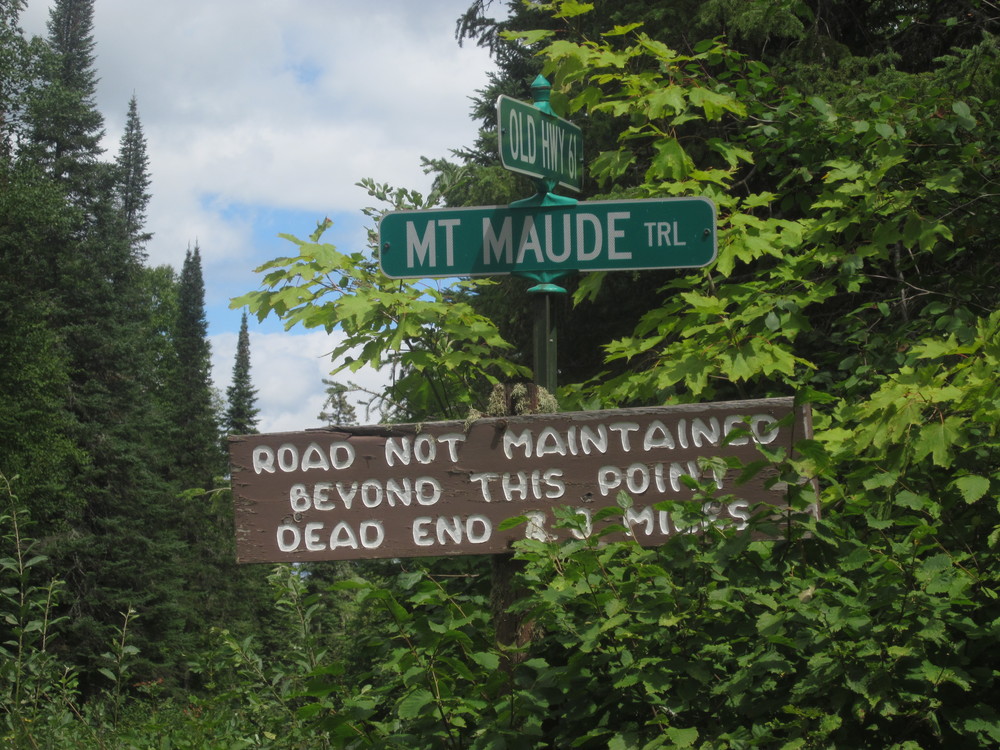 OLD HWY 61
MT MAUDE TRL
ROAD NOT MAINTAINED
BEYOND THIS POINT
DEAD END MILES